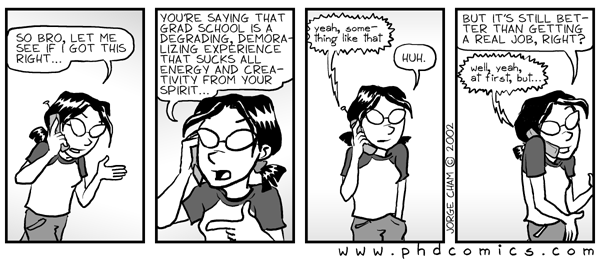 SO BRO, LET ME
SEE IF I GOT THIS
RIGHT...
YOU'RE SAYING THAT
GRAD SCHOOL IS A
DEGRADING, DEMORA-
LIZING EXPERIENCE
THAT SUCKS ALL
ENERGY AND CREA-
TIVITY FROM YOUR
SPIRIT...
yeah, some-
thing like that
HUH.
BUT IT'S STILL BET-
TER THAN GETTING
A REAL JOB, RIGHT?
well, yeah,
at first, but...
JORGE CHAM © 2002
www.phdcomics.com